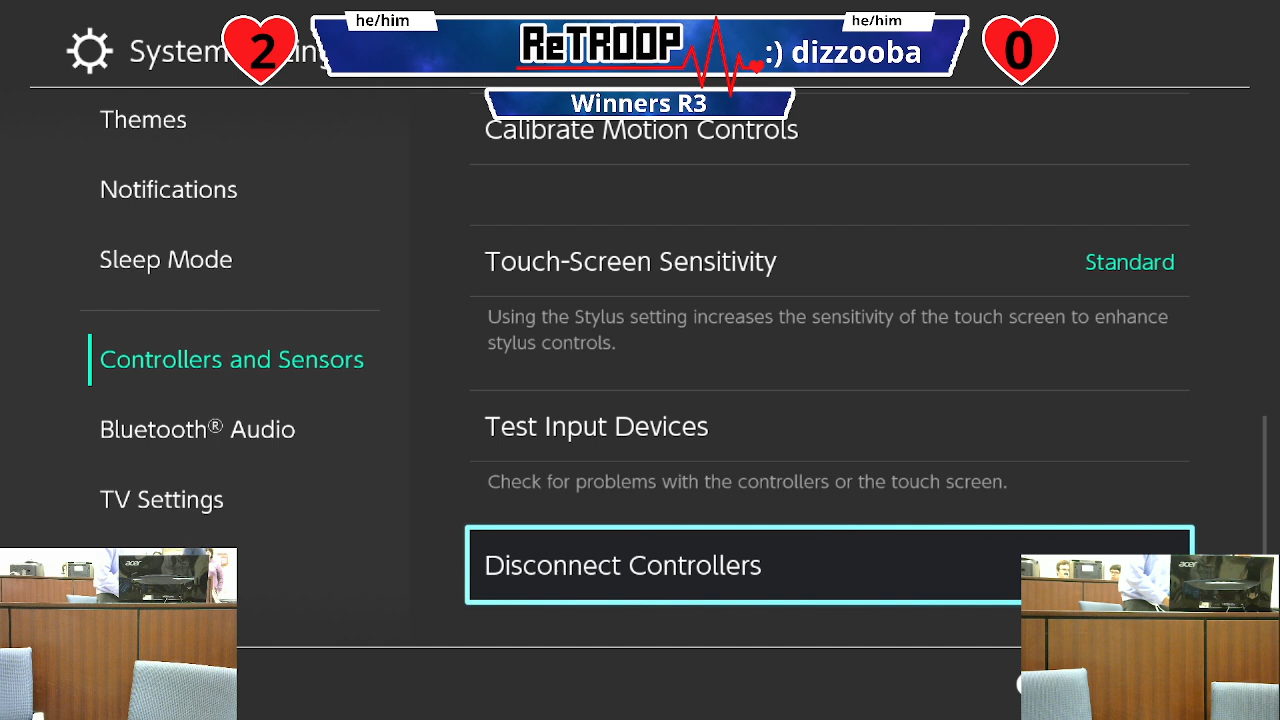 he/him
he/him
System
2
ReTROOP
:) dizzooba
0
Winners R3
Themes
Notifications
Sleep Mode
Controllers and Sensors
Bluetooth® Audio
TV Settings
Calibrate Motion Controls
Touch-Screen Sensitivity
Standard
Using the Stylus setting increases the sensitivity of the touch screen to enhance
stylus controls.
Test Input Devices
Check for problems with the controllers or the touch screen.
Disconnect Controllers
acer
acer